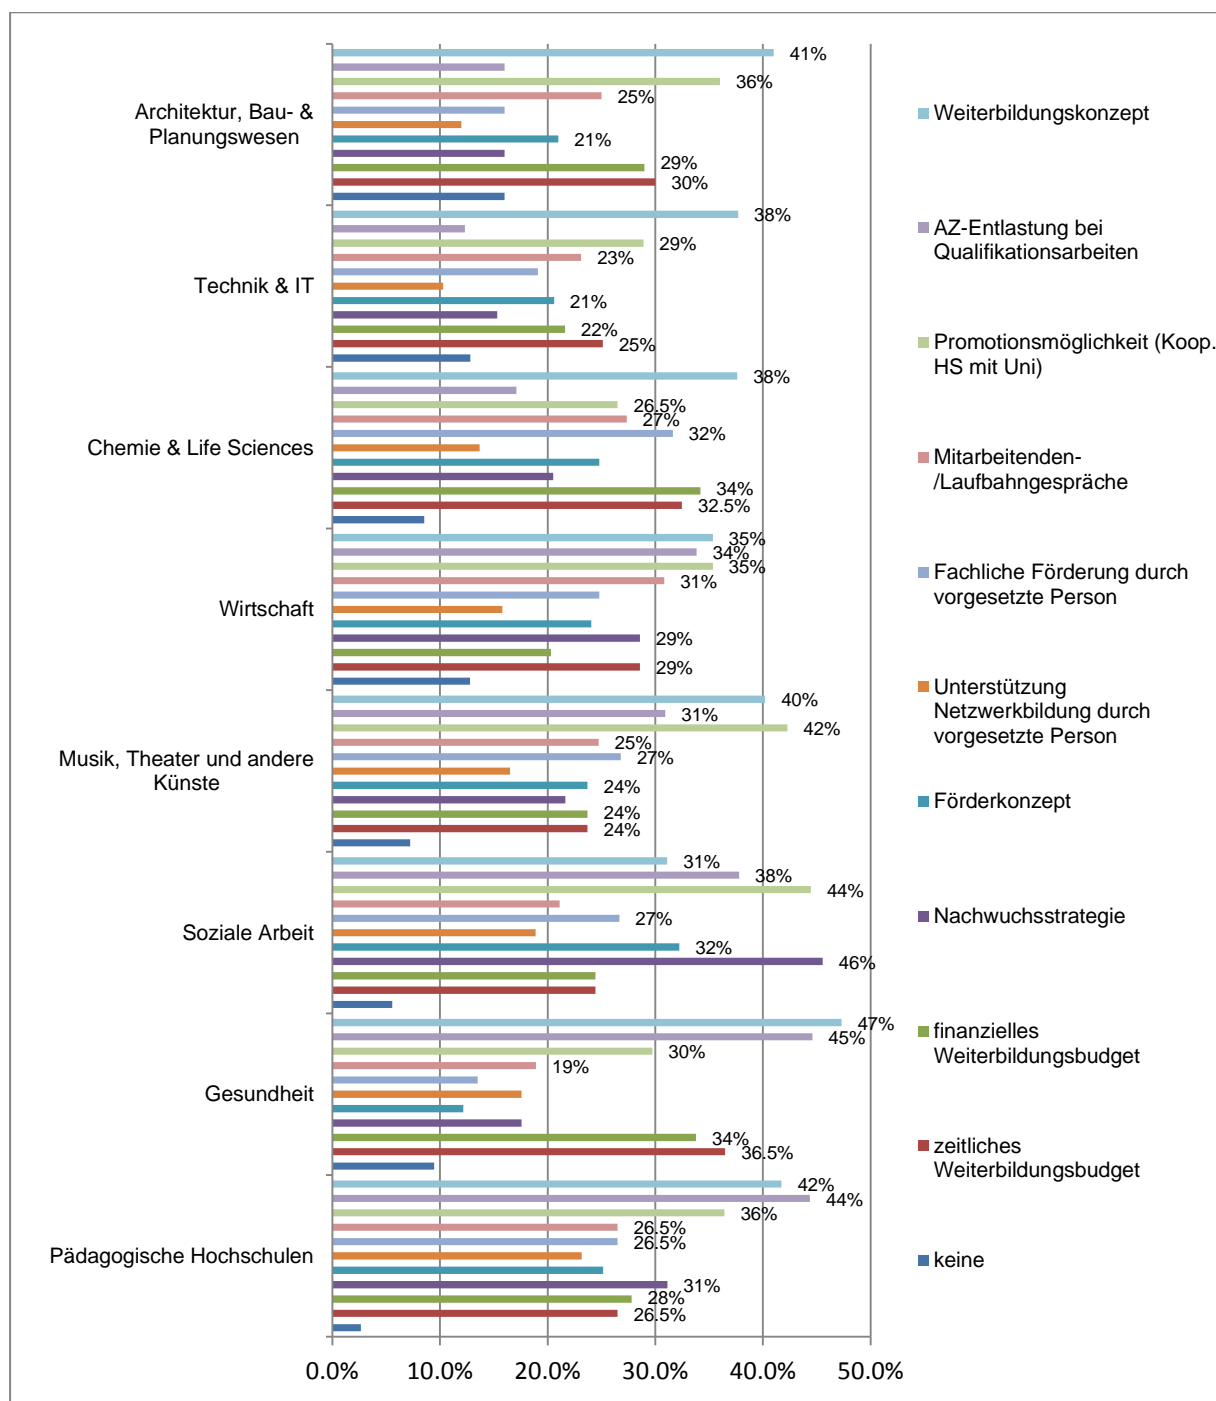 41%
36%
25%
Architektur, Bau- &
Planungswesen
21%
29%
30%
38%
29%
23%
Technik & IT
21%
22%
25%
38%
26.5%
27%
32%
Chemie & Life Sciences
34%
32.5%
35%
34%
35%
31%
Wirtschaft
29%
29%
40%
31%
42%
25%
27%
Musik, Theater und andere
Künste
24%
24%
24%
31%
38%
44%
27%
Soziale Arbeit
32%
46%
47%
45%
30%
19%
Gesundheit
34%
36.5%
42%
44%
36%
26.5%
26.5%
Pädagogische Hochschulen
31%
28%
26.5%
0.0% 10.0% 20.0% 30.0% 40.0% 50.0%
Weiterbildungskonzept
AZ-Entlastung bei
Qualifikationsarbeiten
Promotionsmöglichkeit (Koop.
HS mit Uni)
Mitarbeitenden-
/Laufbahngespräche
Fachliche Förderung durch
vorgesetzte Person
Unterstützung
Netzwerkbildung durch
vorgesetzte Person
Förderkonzept
Nachwuchsstrategie
finanzielles
Weiterbildungsbudget
zeitliches
Weiterbildungsbudget
keine